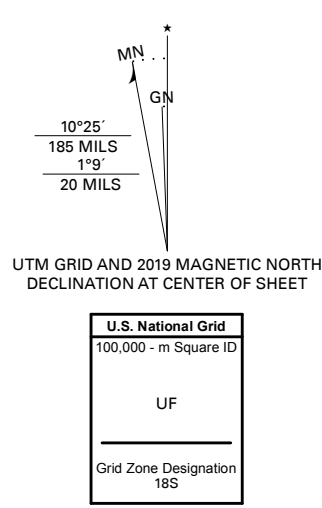 ★
MN
GN
10°25´
185 MILS
1°9´
20 MILS
UTM GRID AND 2019 MAGNETIC NORTH
DECLINATION AT CENTER OF SHEET
U.S. National Grid
100,000 - m Square ID
UF
Grid Zone Designation
18S